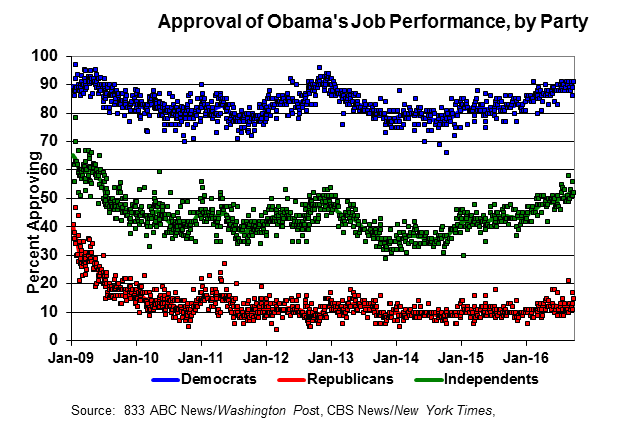 Approval of Obama's Job Performance, by Party
Percent Approving
100
90
80
70
60
50
40
30
20
10
0
Jan-09 Jan-10 Jan-11 Jan-12 Jan-13 Jan-14 Jan-15 Jan-16
Democrats Republicans Independents
Source: 833 ABC News/Washington Post, CBS News/New York Times,